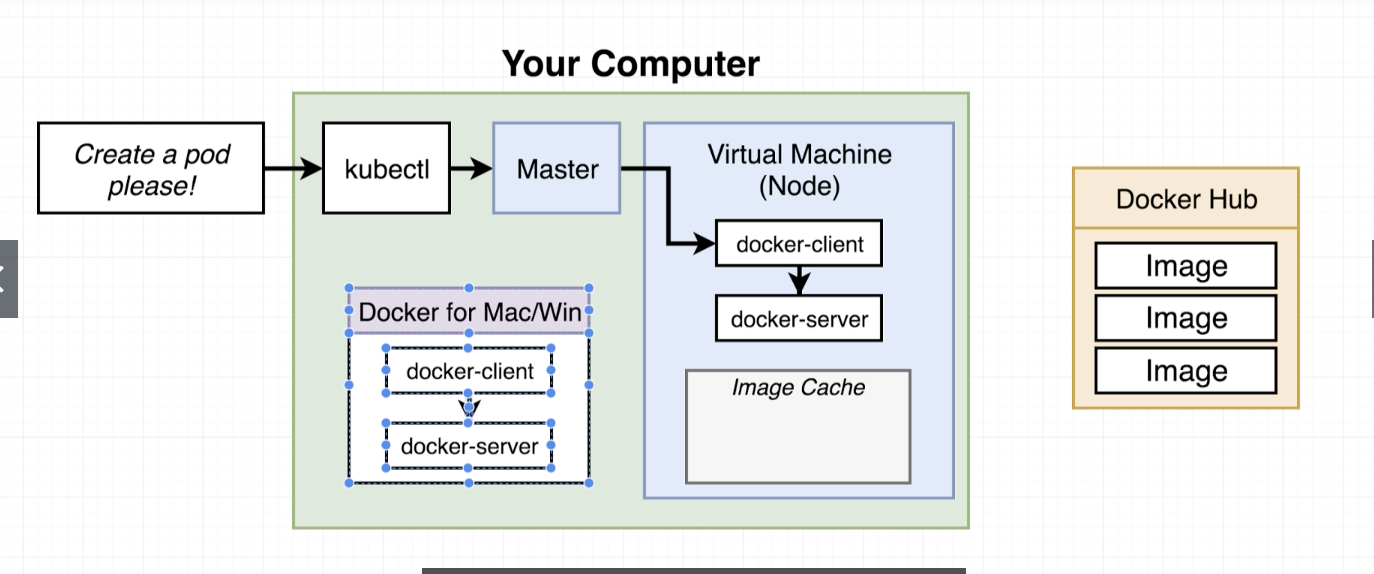 Your Computer
Create a pod
please!
kubectl
Master
Virtual Machine
(Node)
docker-client
docker-server
Image Cache
Docker for Mac/Win
docker-client
docker-server
Docker Hub
Image
Image
Image